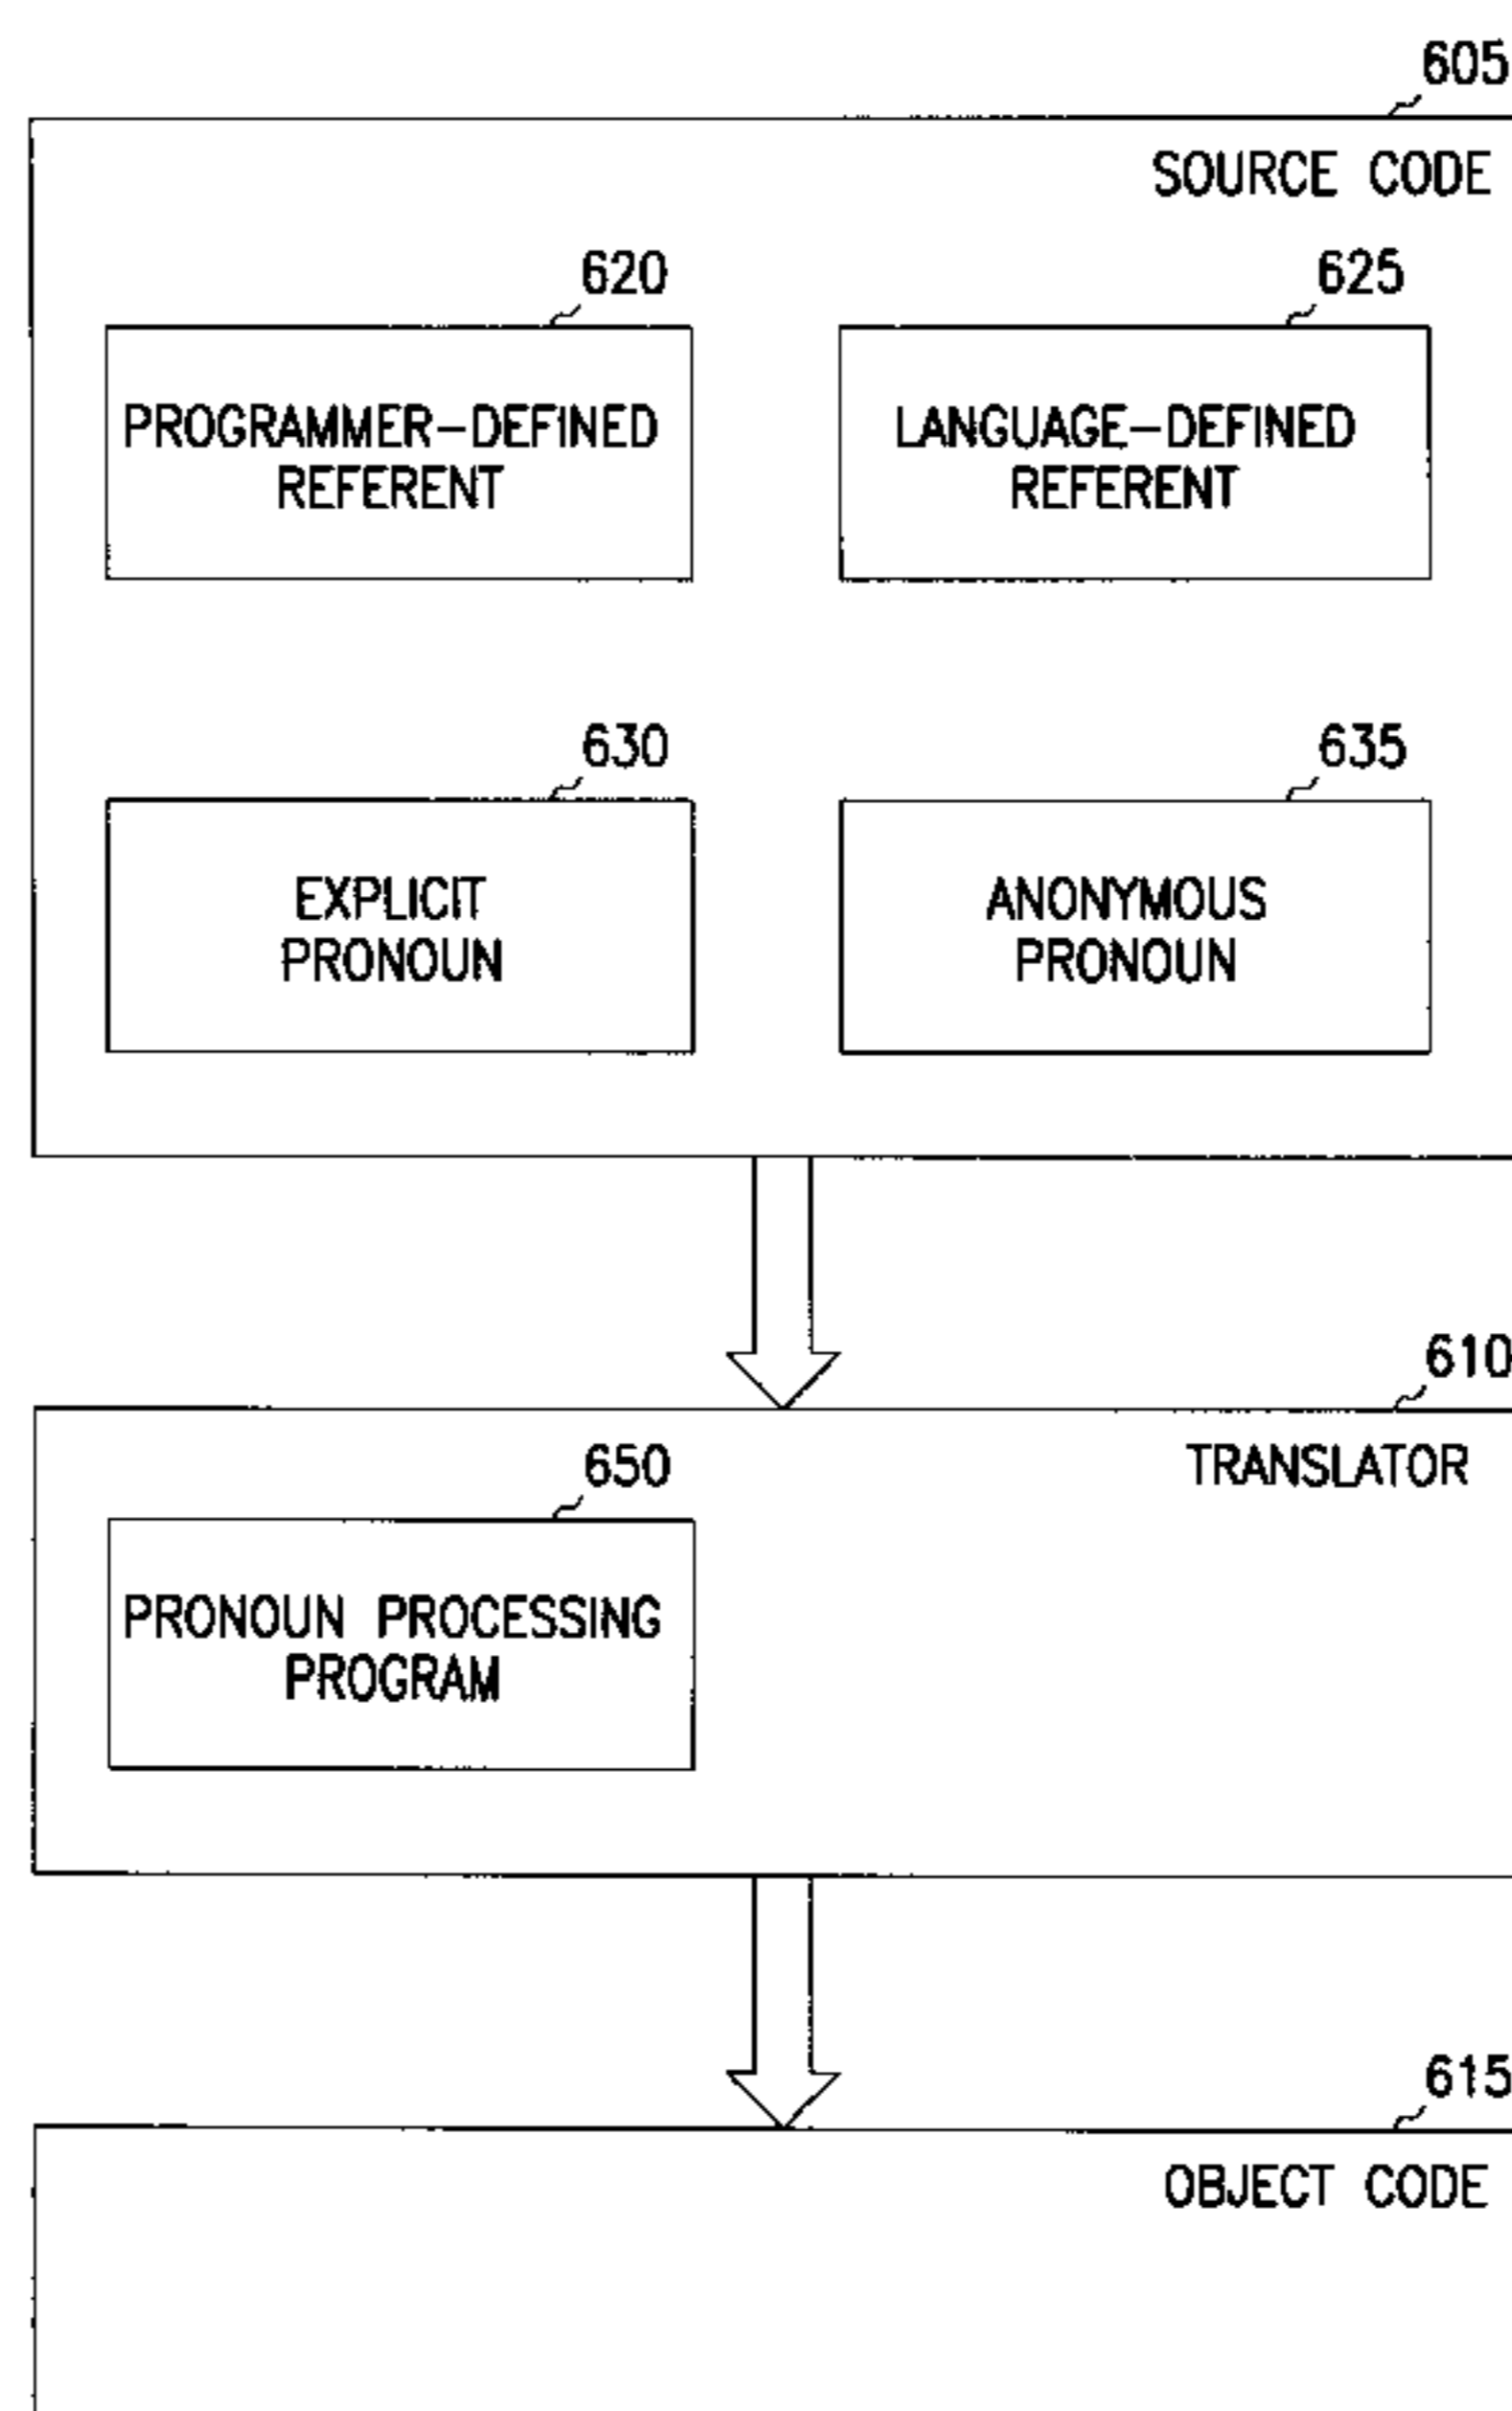 605
SOURCE CODE
620
625
PROGRAMMER-DEFINED
REFERENT
LANGUAGE-DEFINED
REFERENT
630
635
EXPLICIT
PRONOUN
ANONYMOUS
PRONOUN
610
TRANSLATOR
650
PRONOUN PROCESSING
PROGRAM
615
OBJECT CODE